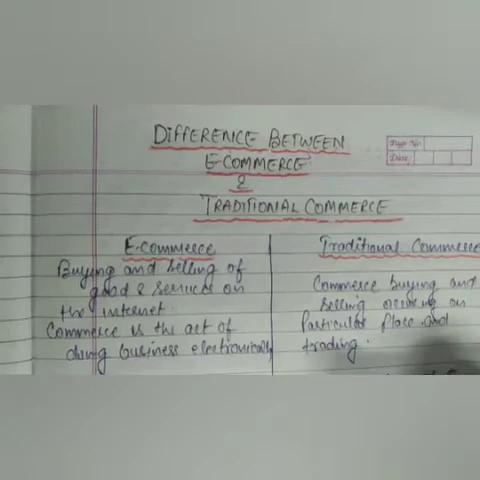 DIFFERENCE BETWEEN
E-COMMERCE
&
TRADITIONAL COMMERCE
Page No.
Date
E-commerce
Buying and Selling of
good & services on
the internet.
Commerce is the act of
doing business electronically
Traditional Commerce
Commerce buying and
selling occuring on
Particular Place and
trading.